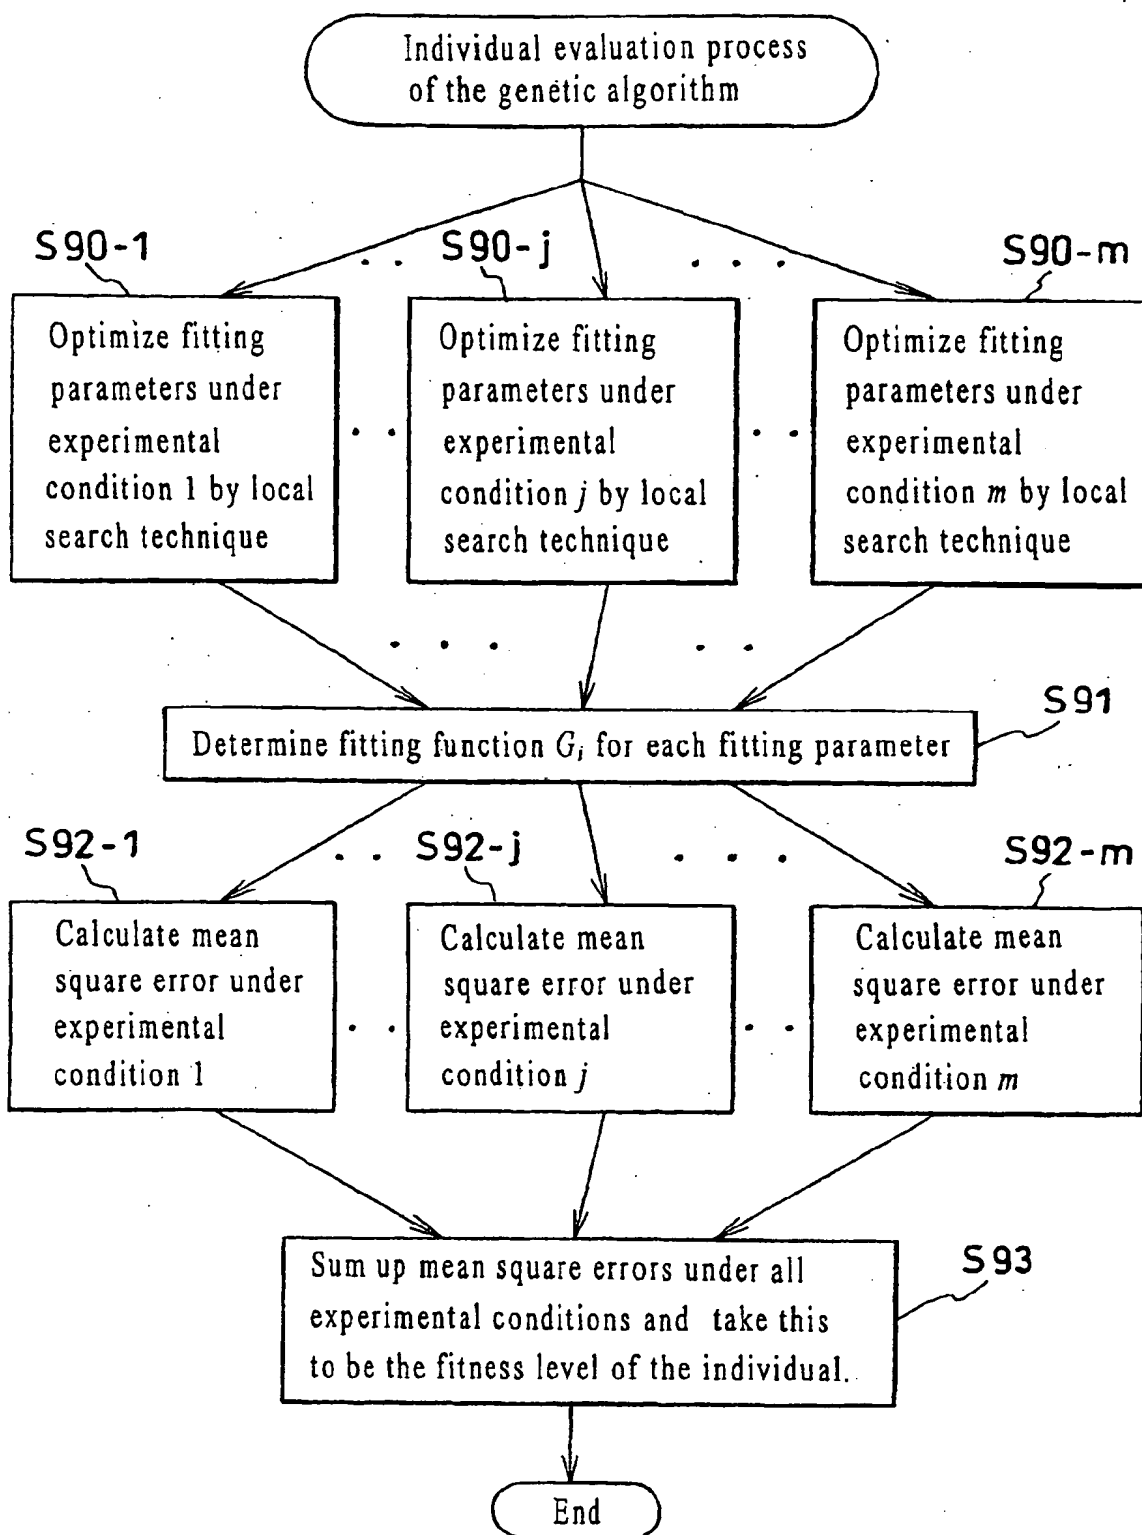 Individual evaluation process
of the genetic algorithm
S90-1
S90-j
S90-m
Optimize fitting
parameters under
experimental
condition 1 by local
search technique
Optimize fitting
parameters under
experimental
condition j by local
search technique
Optimize fitting
parameters under
experimental
condition m by local
search technique
S91
Determine fitting function Gi for each fitting parameter
S92-1
S92-j
S92-m
Calculate mean
square error under
experimental
condition 1
Calculate mean
square error under
experimental
condition j
Calculate mean
square error under
experimental
condition m
S93
Sum up mean square errors under all
experimental conditions and take this
to be the fitness level of the individual.
End